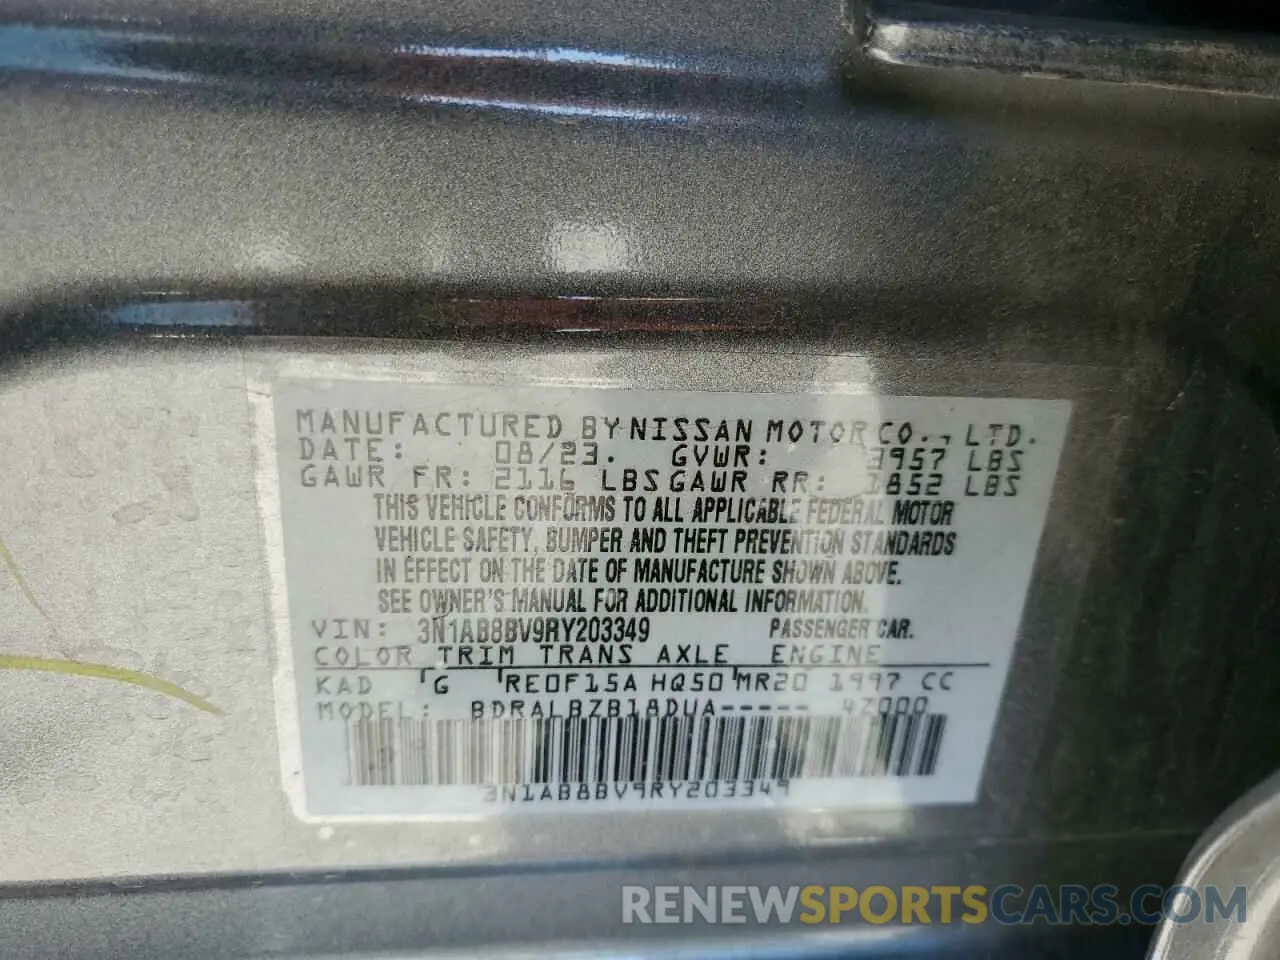 MANUFACTURED BY NISSAN MOTOR CO., LTD.
DATE: 08/23. GVWR: 3957 LBS
GAWR FR: 2116 LBS GAWR RR: 1852 LBS
THIS VEHICLE CONFORMS TO ALL APPLICABLE FEDERAL MOTOR
VEHICLE SAFETY, BUMPER AND THEFT PREVENTION STANDARDS
IN EFFECT ON THE DATE OF MANUFACTURE SHOWN ABOVE.
SEE OWNER'S MANUAL FOR ADDITIONAL INFORMATION.
VIN: 3N1AB8BV9RY203349 PASSENGER CAR.
COLOR TRIM TRANS AXLE ENGINE
KAD G RE0F15A HQ50 MR20 1997 CC
MODEL: BDRALBZB18DUA----- 4Z000
3N1AB8BV9RY203349
RENEWSPORTSCARS.COM